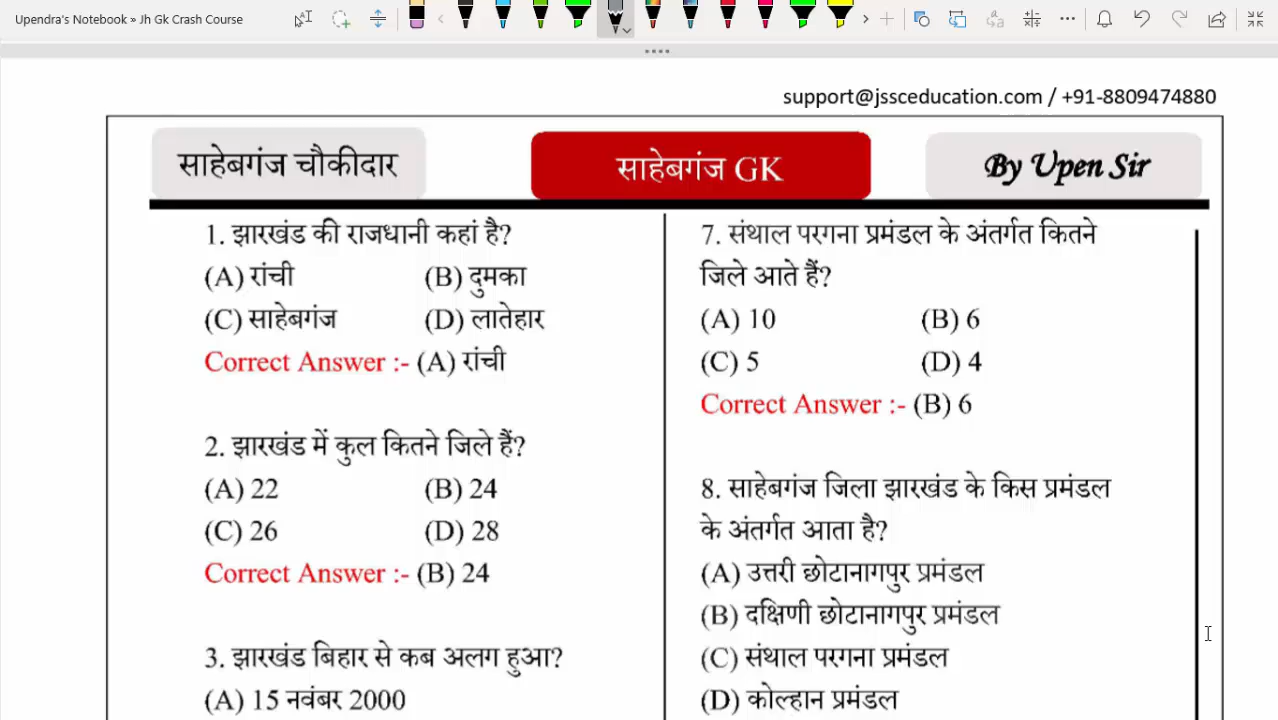 Upendra's Notebook » Jh Gk Crash Course
support@jssceducation.com / +91-8809474880
साहेबगंज चौकीदार
साहेबगंज GK
By Upen Sir
1. झारखंड की राजधानी कहां है?
(A) रांची (B) दुमका
(C) साहेबगंज (D) लातेहार
Correct Answer :- (A) रांची
2. झारखंड में कुल कितने जिले हैं?
(A) 22 (B) 24
(C) 26 (D) 28
Correct Answer :- (B) 24
3. झारखंड बिहार से कब अलग हुआ?
(A) 15 नवंबर 2000
7. संथाल परगना प्रमंडल के अंतर्गत कितने
जिले आते हैं?
(A) 10 (B) 6
(C) 5 (D) 4
Correct Answer :- (B) 6
8. साहेबगंज जिला झारखंड के किस प्रमंडल
के अंतर्गत आता है?
(A) उत्तरी छोटानागपुर प्रमंडल
(B) दक्षिणी छोटानागपुर प्रमंडल
(C) संथाल परगना प्रमंडल
(D) कोल्हान प्रमंडल